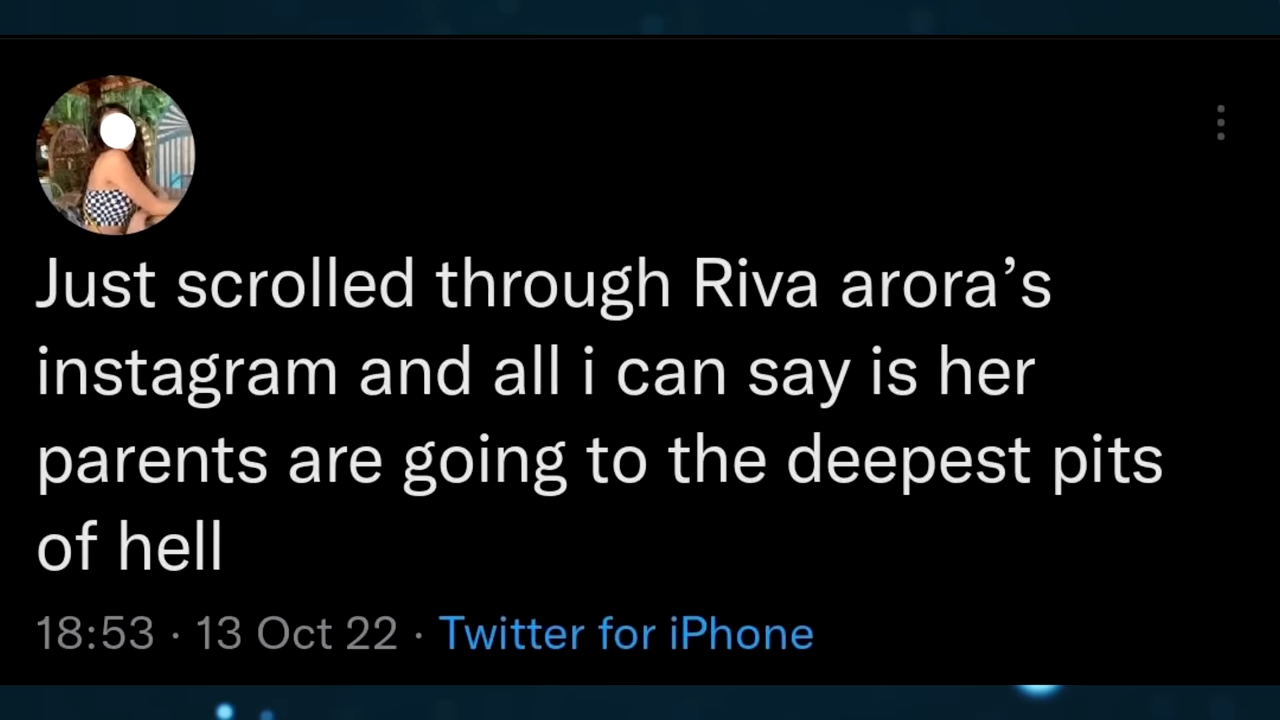 Just scrolled through Riva arora’s
instagram and all i can say is her
parents are going to the deepest pits
of hell
18:53 · 13 Oct 22 · Twitter for iPhone